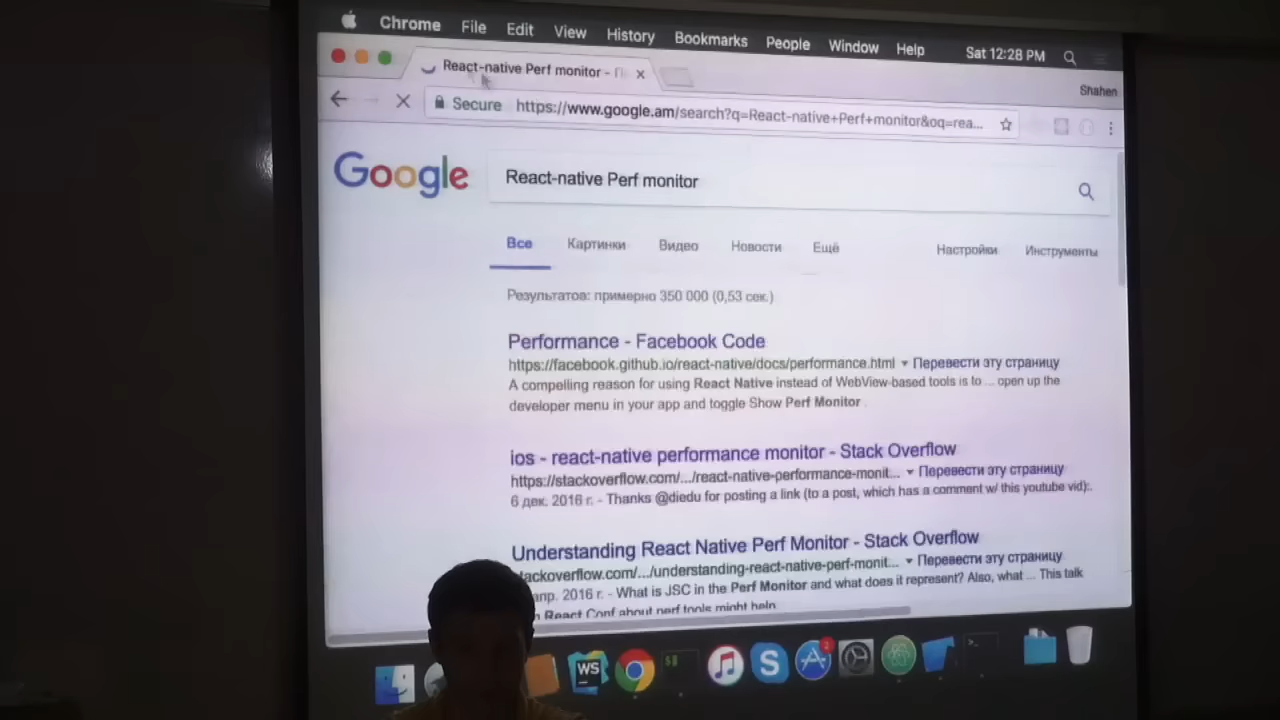 Chrome File Edit View History Bookmarks People Window Help Sat 12:28 PM
React-native Perf monitor -
Shahen
Secure https://www.google.am/search?q=React-native+Perf+monitor&oq=rea...
Google React-native Perf monitor
Все Картинки Видео Новости Ещё Настройки Инструменты
Результатов: примерно 350 000 (0,53 сек.)
Performance - Facebook Code
https://facebook.github.io/react-native/docs/performance.html Перевести эту страницу
A compelling reason for using React Native instead of WebView-based tools is to ... open up the
developer menu in your app and toggle Show Perf Monitor .
ios - react-native performance monitor - Stack Overflow
https://stackoverflow.com/.../react-native-performance-monit... Перевести эту страницу
6 дек. 2016 г. - Thanks @diedu for posting a link (to a post, which has a comment w/ this youtube vid):.
Understanding React Native Perf Monitor - Stack Overflow
tackoverflow.com/.../understanding-react-native-perf-monit... Перевести эту страницу
апр. 2016 г. - What is JSC in the Perf Monitor and what does it represent? Also, what ... This talk
React Conf about perf tools might help
WS
$
S
2